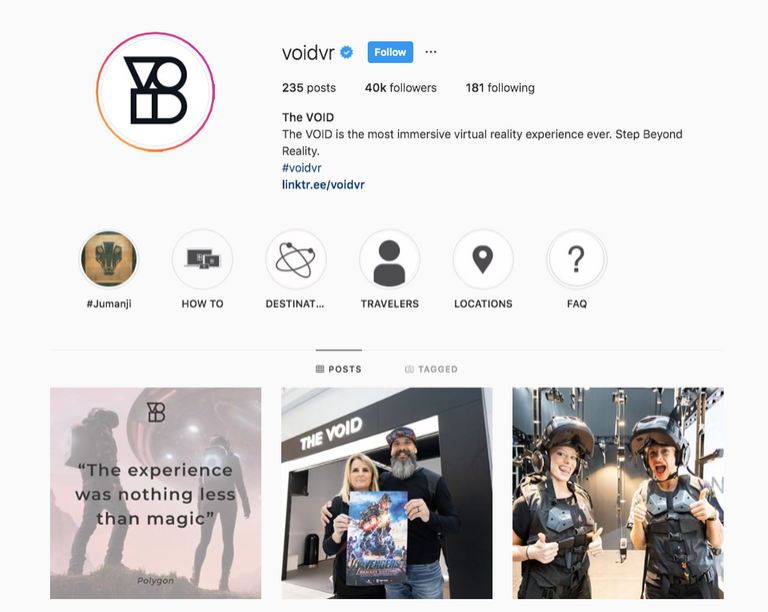 VOID
voidvr
Follow
...
235 posts 40k followers 181 following
The VOID
The VOID is the most immersive virtual reality experience ever. Step Beyond
Reality.
#voidvr
linktr.ee/voidvr
#Jumanji HOW TO DESTINAT... TRAVELERS LOCATIONS ? FAQ
POSTS TAGGED
VOID
“The experience
was nothing less
than magic”
Polygon
THE VOID
AVENGERS